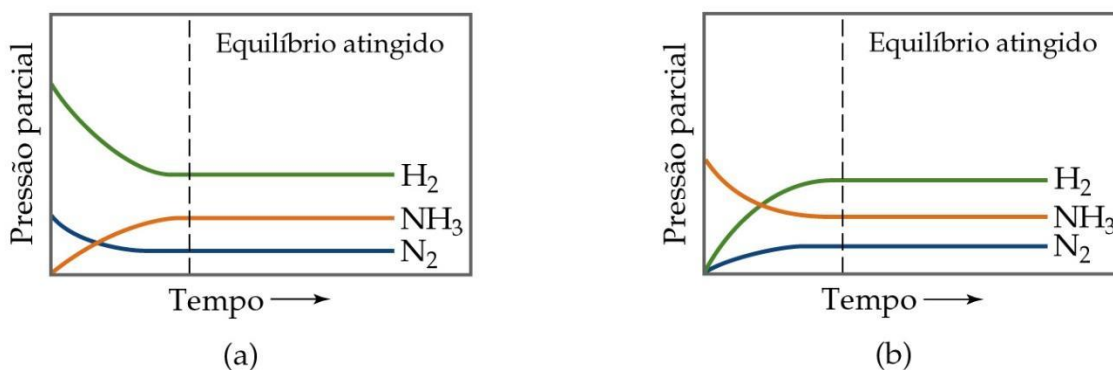 Equilíbrio atingido
Pressão parcial
H₂
NH₃
N₂
Tempo
(a)
Equilíbrio atingido
Pressão parcial
H₂
NH₃
N₂
Tempo
(b)